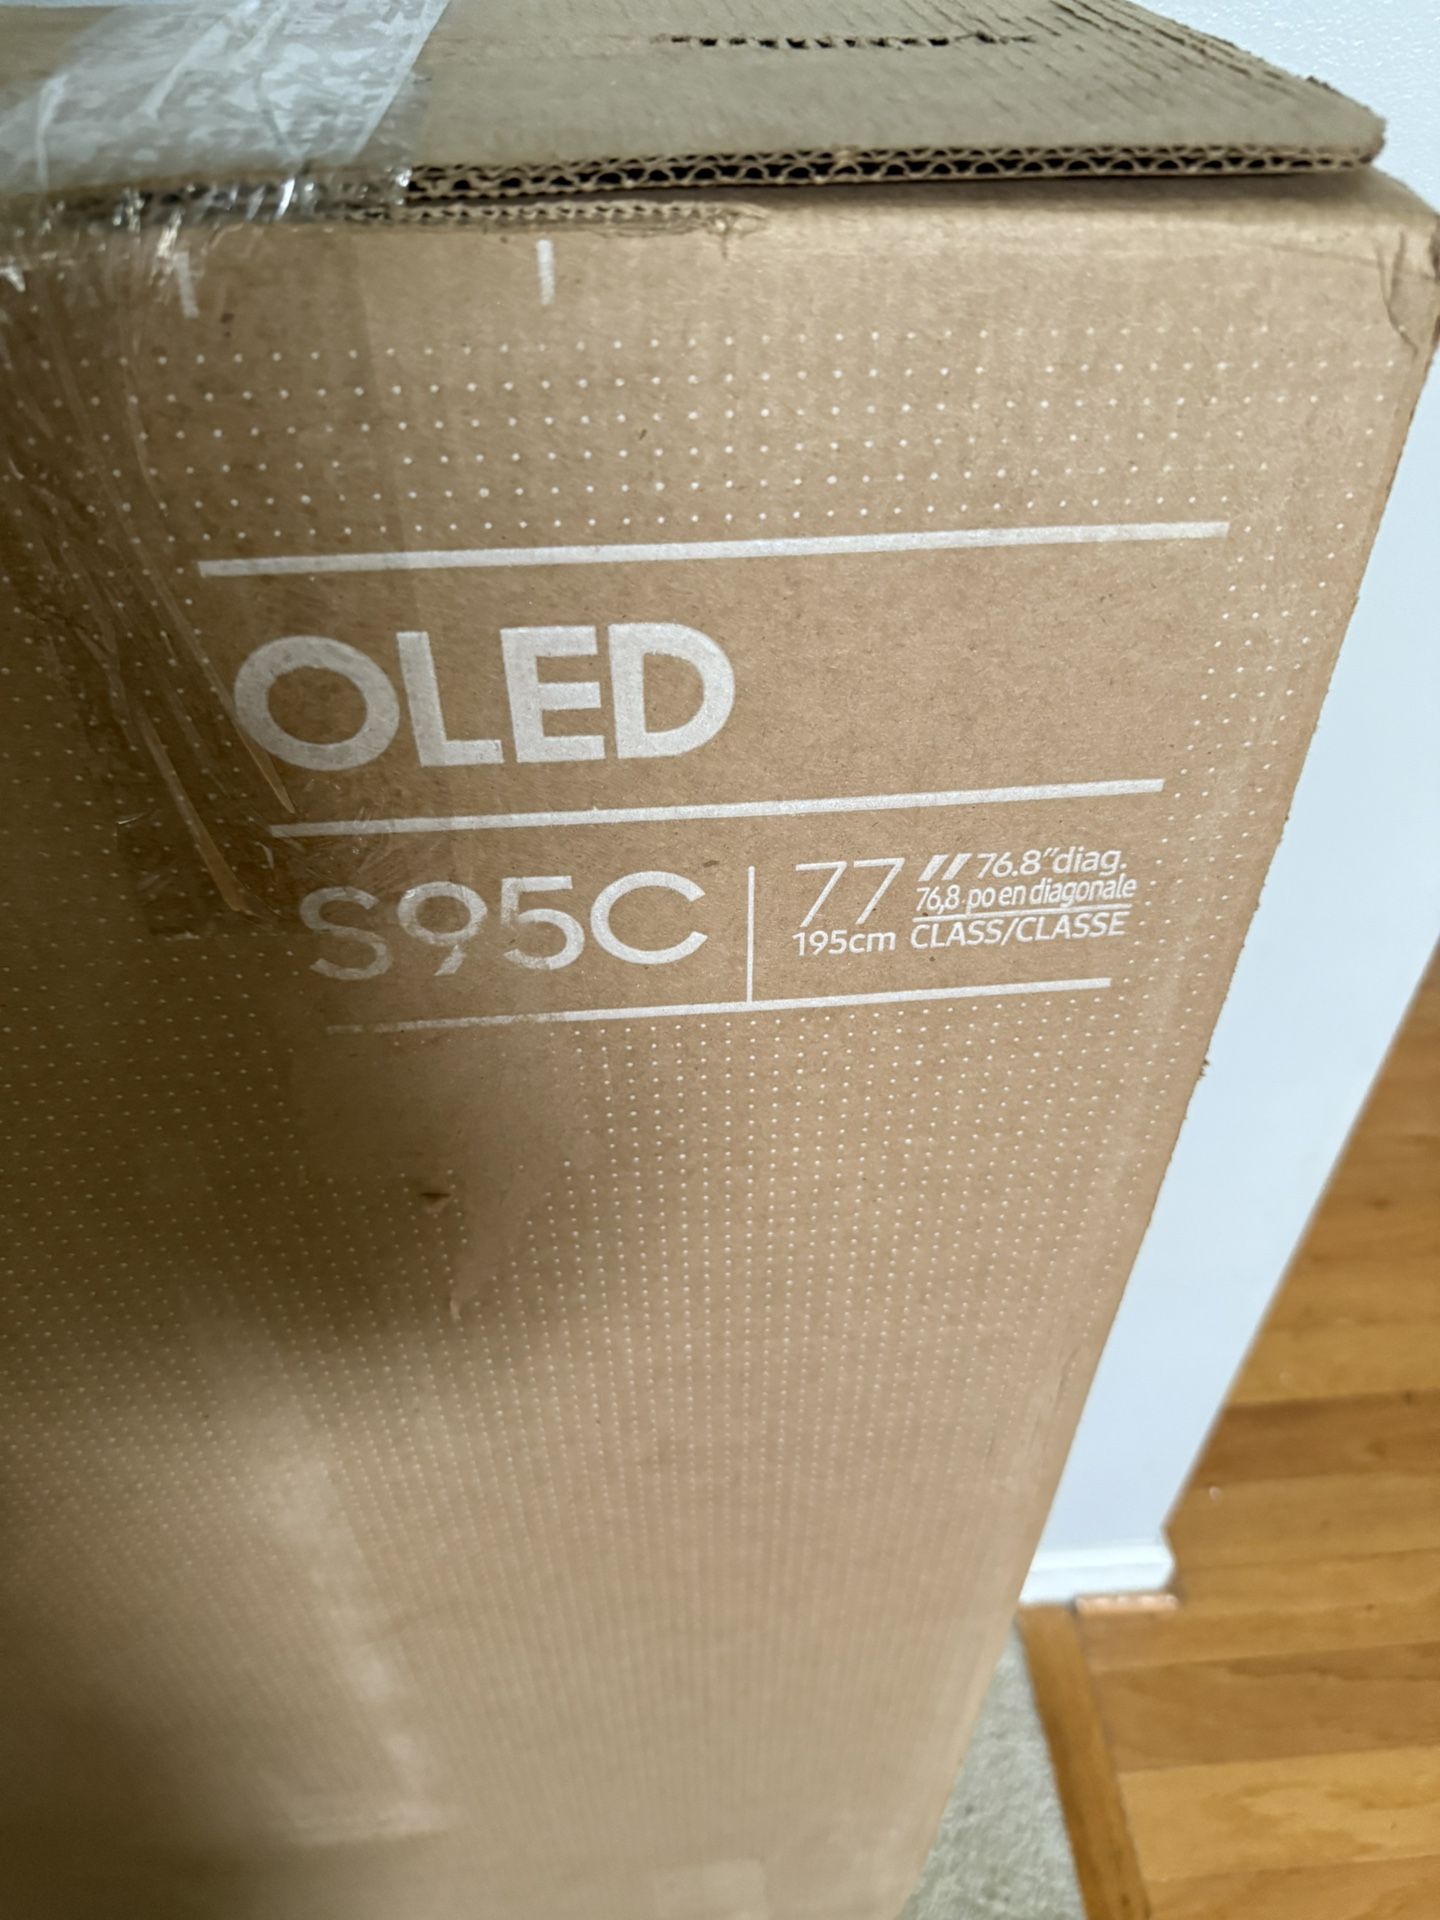 OLED
S95C
77" 76.8"diag.
76,8 po en diagonale
195cm CLASS/CLASSE